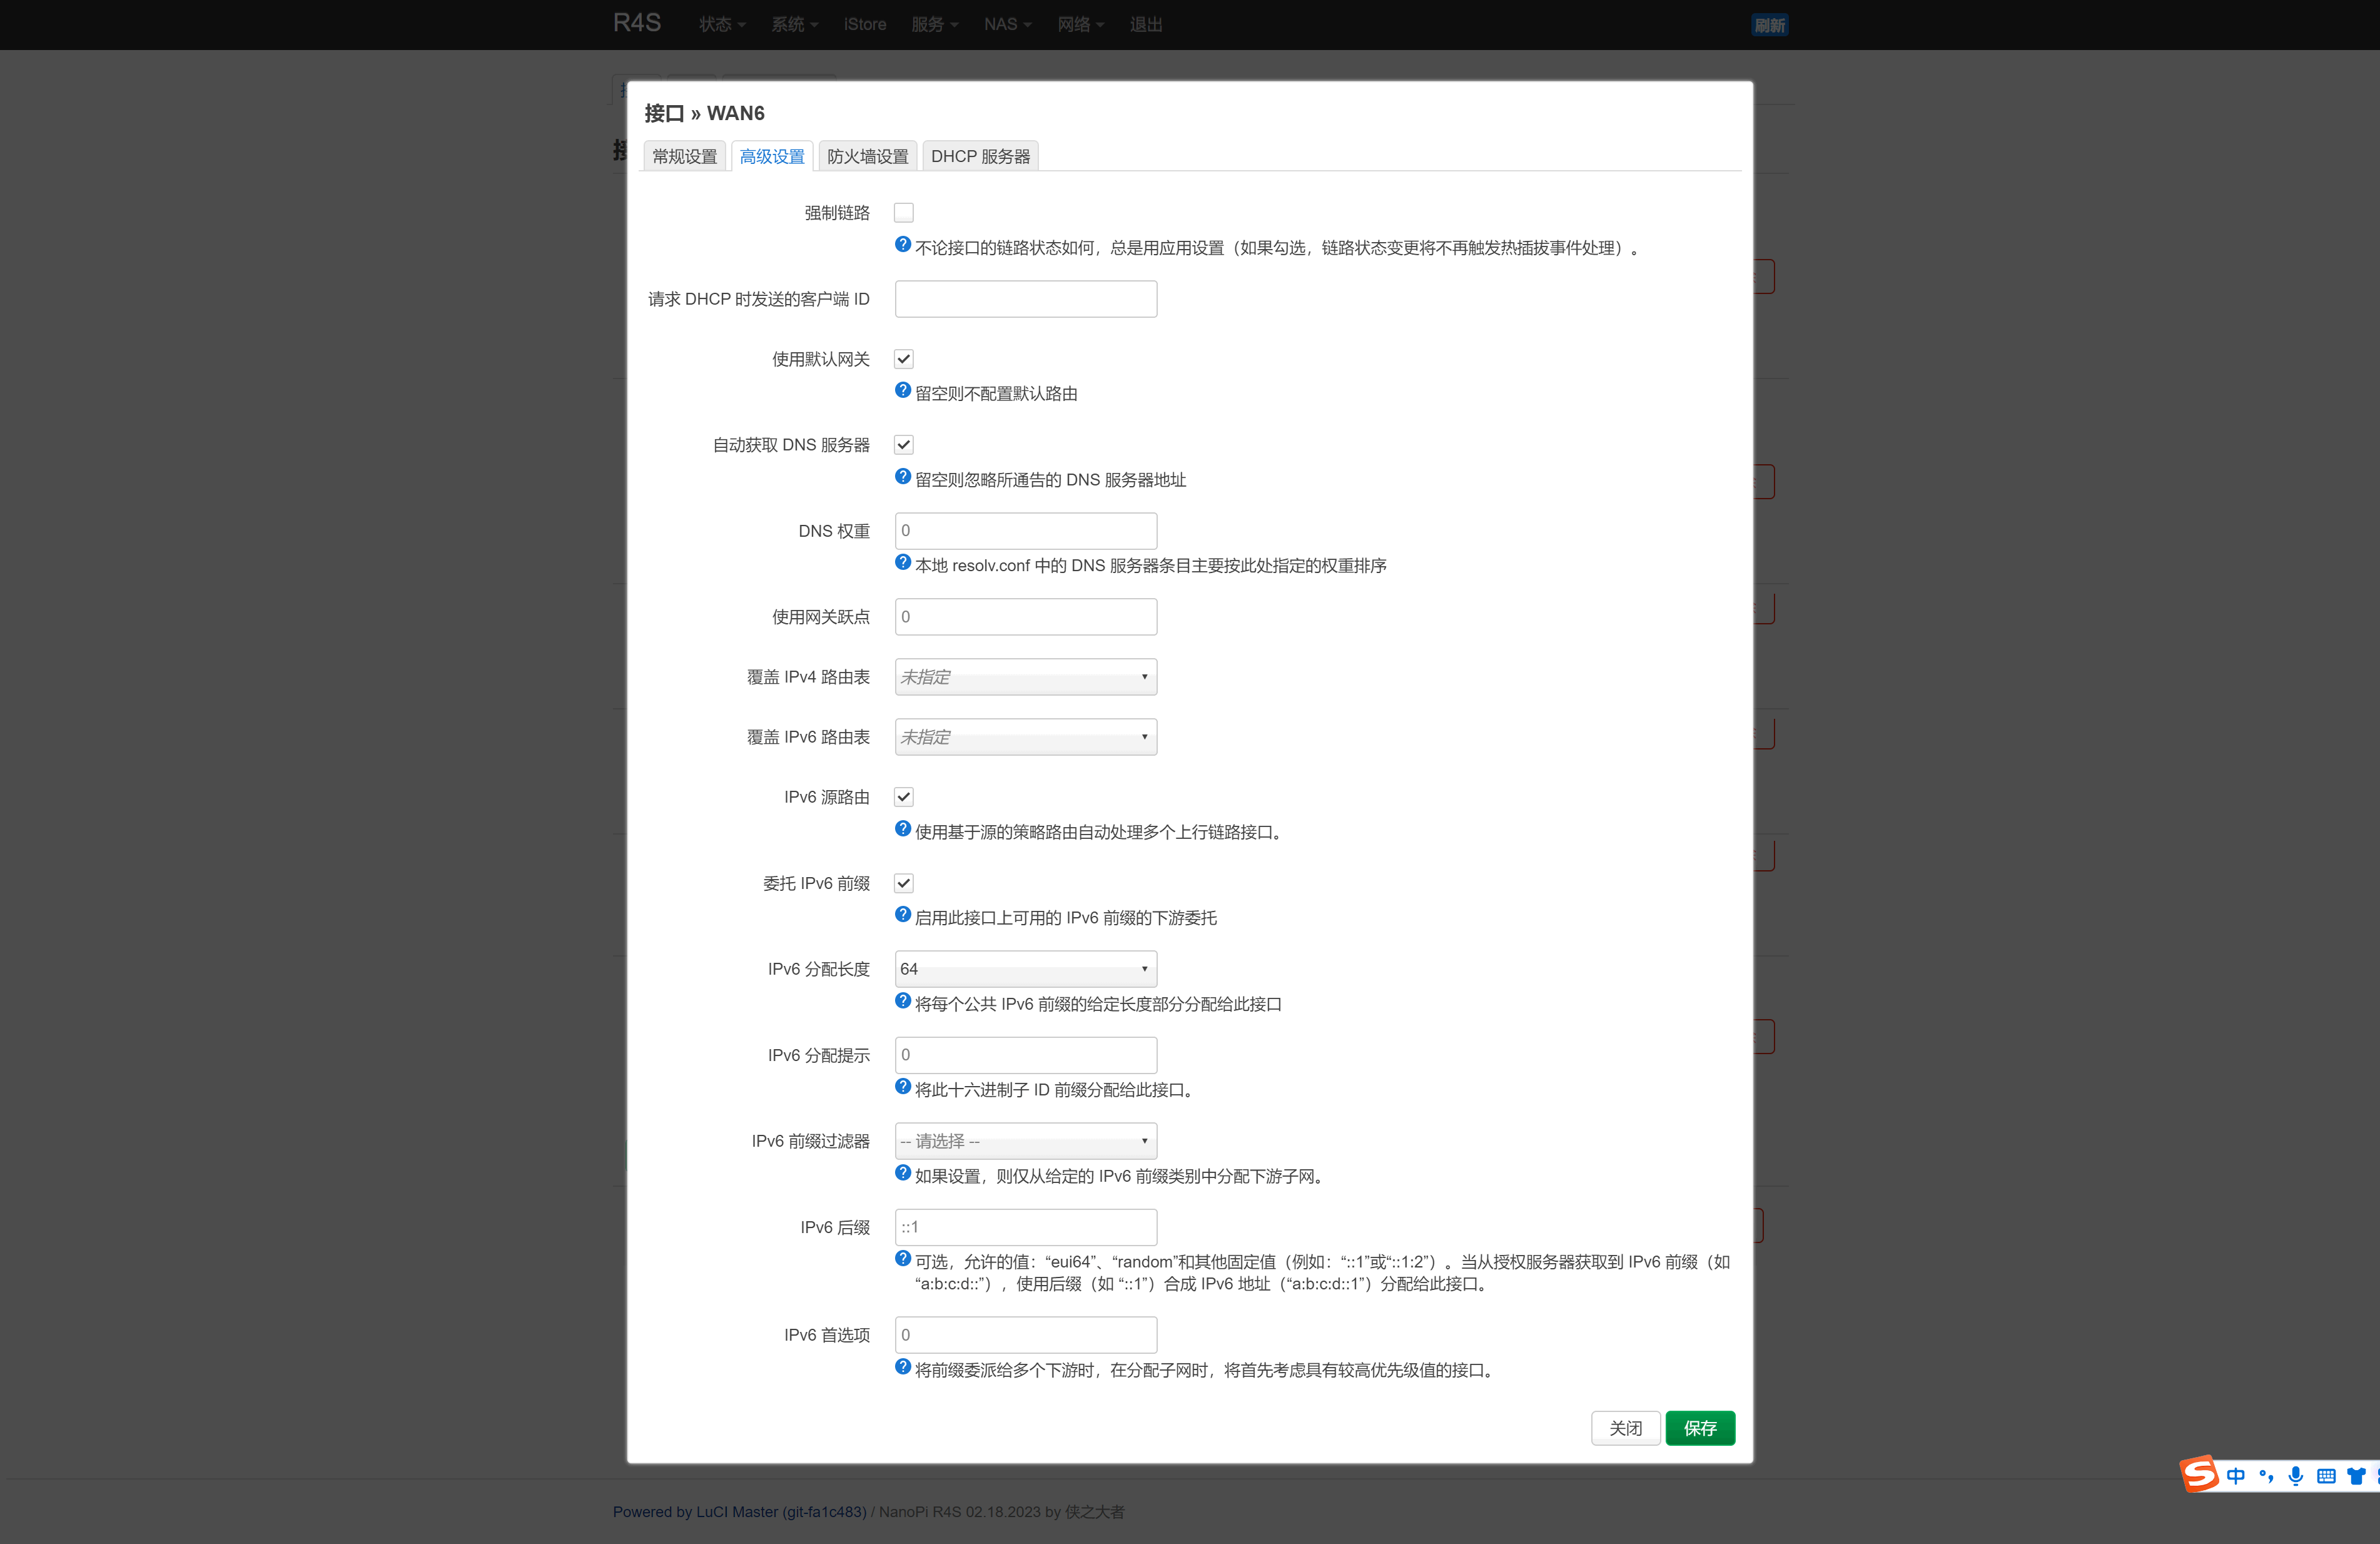 R4S 状态 系统 iStore 服务 NAS 网络 退出 刷新
接口 » WAN6
常规设置 高级设置 防火墙设置 DHCP 服务器
强制链路
不论接口的链路状态如何，总是用应用设置（如果勾选，链路状态变更将不再触发热插拔事件处理）。
请求 DHCP 时发送的客户端 ID
使用默认网关
留空则不配置默认路由
自动获取 DNS 服务器
留空则忽略所通告的 DNS 服务器地址
DNS 权重 0
本地 resolv.conf 中的 DNS 服务器条目主要按此处指定的权重排序
使用网关跃点 0
覆盖 IPv4 路由表 未指定
覆盖 IPv6 路由表 未指定
IPv6 源路由
使用基于源的策略路由自动处理多个上行链路接口。
委托 IPv6 前缀
启用此接口上可用的 IPv6 前缀的下游委托
IPv6 分配长度 64
将每个公共 IPv6 前缀的给定长度部分分配给此接口
IPv6 分配提示 0
将此十六进制子 ID 前缀分配给此接口。
IPv6 前缀过滤器 -- 请选择 --
如果设置，则仅从给定的 IPv6 前缀类别中分配下游子网。
IPv6 后缀 ::1
可选，允许的值：“eui64”、“random”和其他固定值（例如：“::1”或“::1:2”）。当从授权服务器获取到 IPv6 前缀（如
“a:b:c:d::”），使用后缀（如 “::1”）合成 IPv6 地址（“a:b:c:d::1”）分配给此接口。
IPv6 首选项 0
将前缀委派给多个下游时，在分配子网时，将首先考虑具有较高优先级值的接口。
关闭 保存
中
Powered by LuCI Master (git-fa1c483) / NanoPi R4S 02.18.2023 by 侠之大者